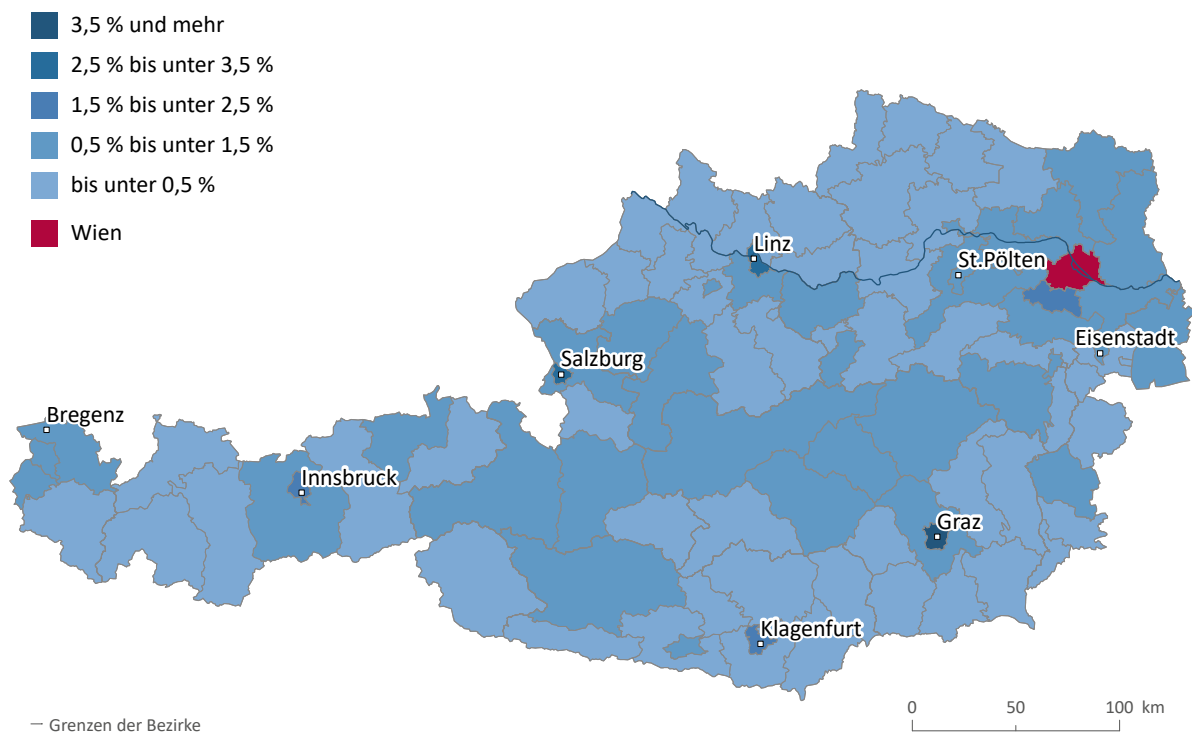 3,5 % und mehr
2,5 % bis unter 3,5 %
1,5 % bis unter 2,5 %
0,5 % bis unter 1,5 %
bis unter 0,5 %
Wien
Linz
St.Pölten
Eisenstadt
Salzburg
Bregenz
Innsbruck
Graz
Klagenfurt
0 50 100 km
Grenzen der Bezirke